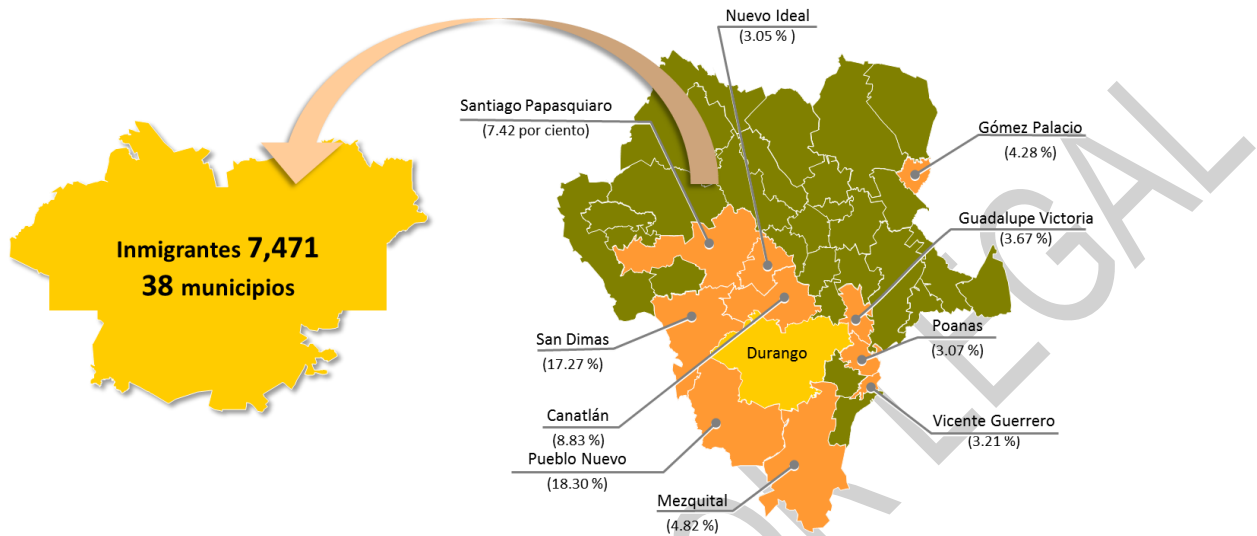 Nuevo Ideal
(3.05 % )
Santiago Papasquiaro
(7.42 por ciento)
Gómez Palacio
(4.28 %)
Guadalupe Victoria
(3.67 %)
Inmigrantes 7,471
38 municipios
San Dimas
(17.27 %)
Durango
Poanas
(3.07 %)
Canatlán
(8.83 %)
Vicente Guerrero
(3.21 %)
Pueblo Nuevo
(18.30 %)
Mezquital
(4.82 %)
LEGAL